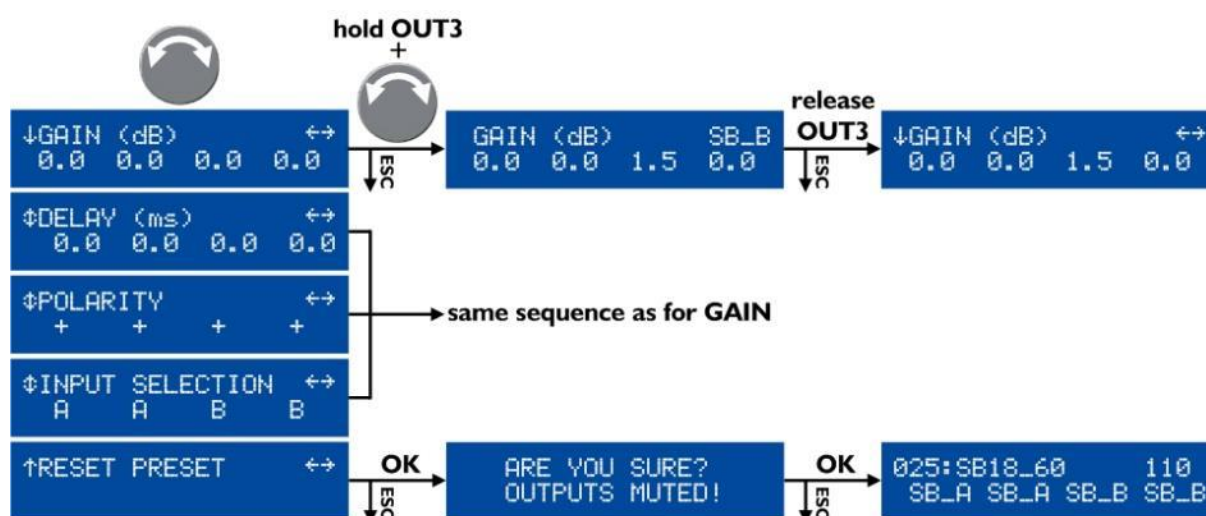 hold OUT3
+
↓GAIN (dB) ←→
0.0 0.0 0.0 0.0
ESC
GAIN (dB) SB_B
0.0 0.0 1.5 0.0
release
OUT3
ESC
↓GAIN (dB) ←→
0.0 0.0 1.5 0.0
↕DELAY (ms) ←→
0.0 0.0 0.0 0.0
↕POLARITY ←→
+ + + +
same sequence as for GAIN
↕INPUT SELECTION ←→
A A B B
↑RESET PRESET ←→
OK
ESC
ARE YOU SURE?
OUTPUTS MUTED!
OK
ESC
025:SB18_60 110
SB_A SB_A SB_B SB_B